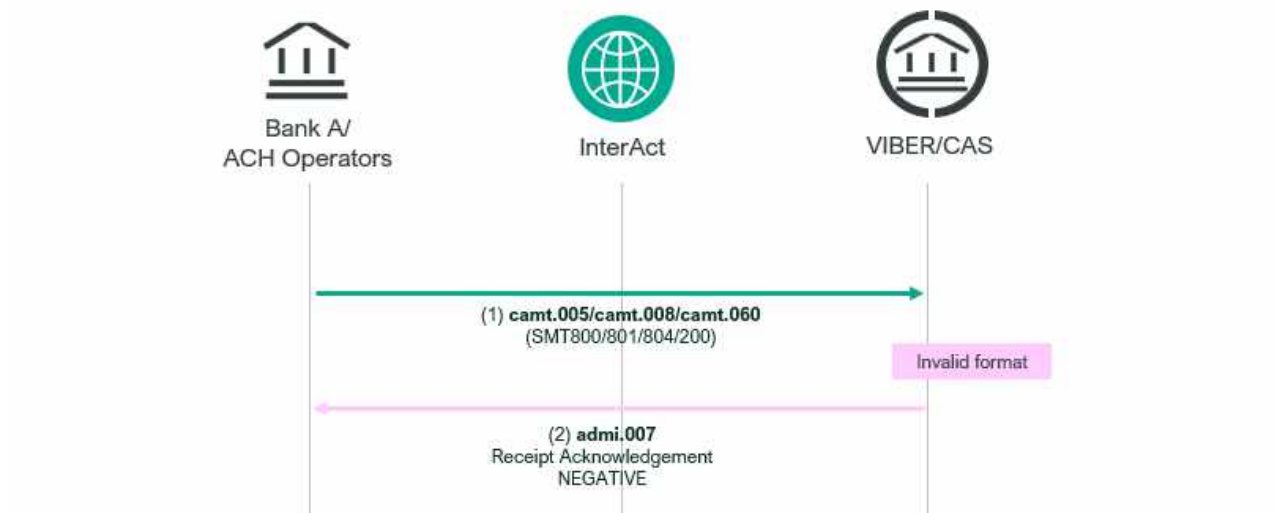 Bank A/
ACH Operators
InterAct
VIBER/CAS
(1) camt.005/camt.008/camt.060
(SMT800/801/804/200)
Invalid format
(2) admi.007
Receipt Acknowledgement
NEGATIVE